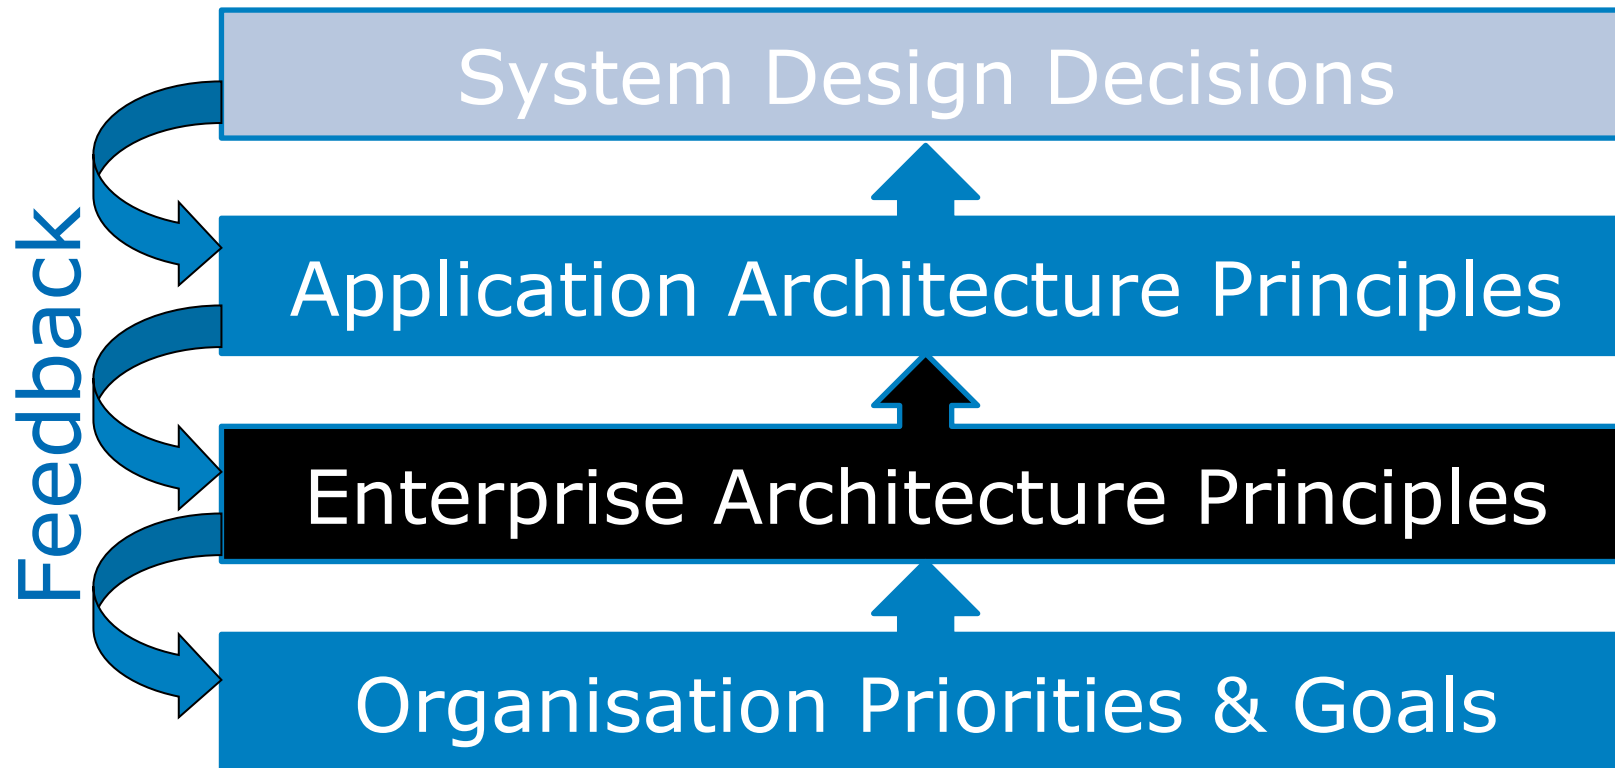 System Design Decisions
Application Architecture Principles
Enterprise Architecture Principles
Organisation Priorities & Goals
Feedback